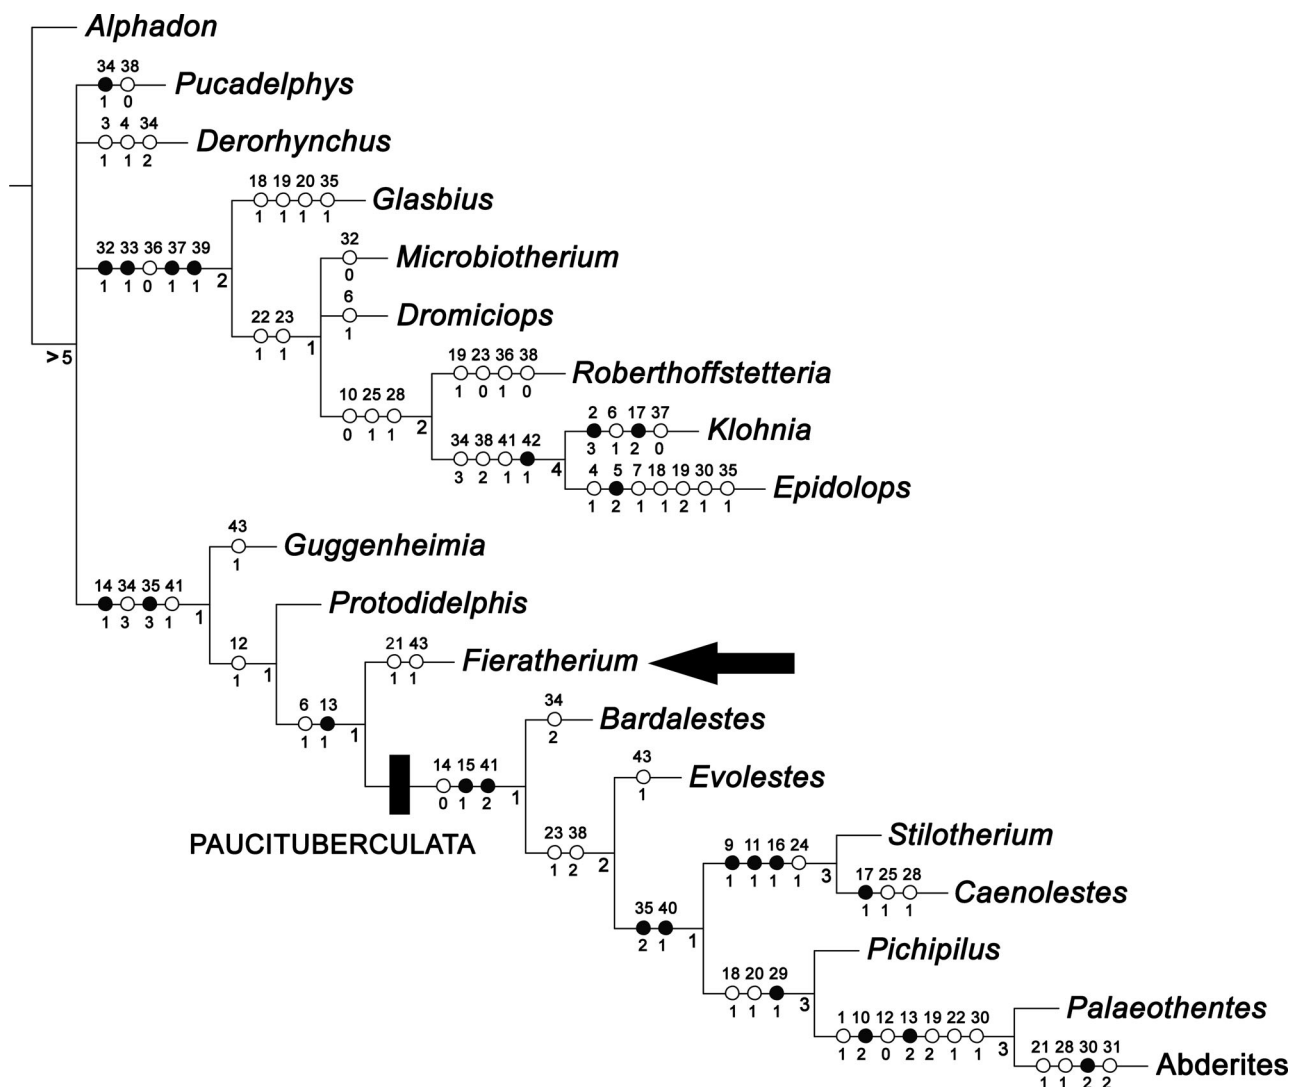 Alphadon
34 38
1 0
Pucadelphys
3 4 34
1 1 2
Derorhynchus
18 19 20 35
1 1 1 1
Glasbius
32
0
Microbiotherium
32 33 36 37 39
1 1 0 1 1
2
6
1
Dromiciops
22 23
1 1
1
>5
19 23 36 38
1 0 1 0
Roberthoffstetteria
10 25 28
0 1 1
2
2 6 17 37
3 1 2 0
Klohnia
34 38 41 42
3 2 1 1
4
4 5 7 18 19 30 35
1 2 1 1 2 1 1
Epidolops
43
1
Guggenheimia
14 34 35 41
1 3 3 1
1
Protodidelphis
12
1
1
21 43
1 1
Fieratherium
6 13
1 1
1
34
2
Bardalestes
14 15 41
0 1 2
1
43
1
Evolestes
PAUCITUBERCULATA
23 38
1 2
2
9 11 16 24
1 1 1 1
3
Stilotherium
17 25 28
1 1 1
Caenolestes
35 40
2 1
1
Pichipilus
18 20 29
1 1 1
3
Palaeothentes
1 10 12 13 19 22 30
1 2 0 2 2 1 1
3
21 28 30 31
1 1 2 2
Abderites